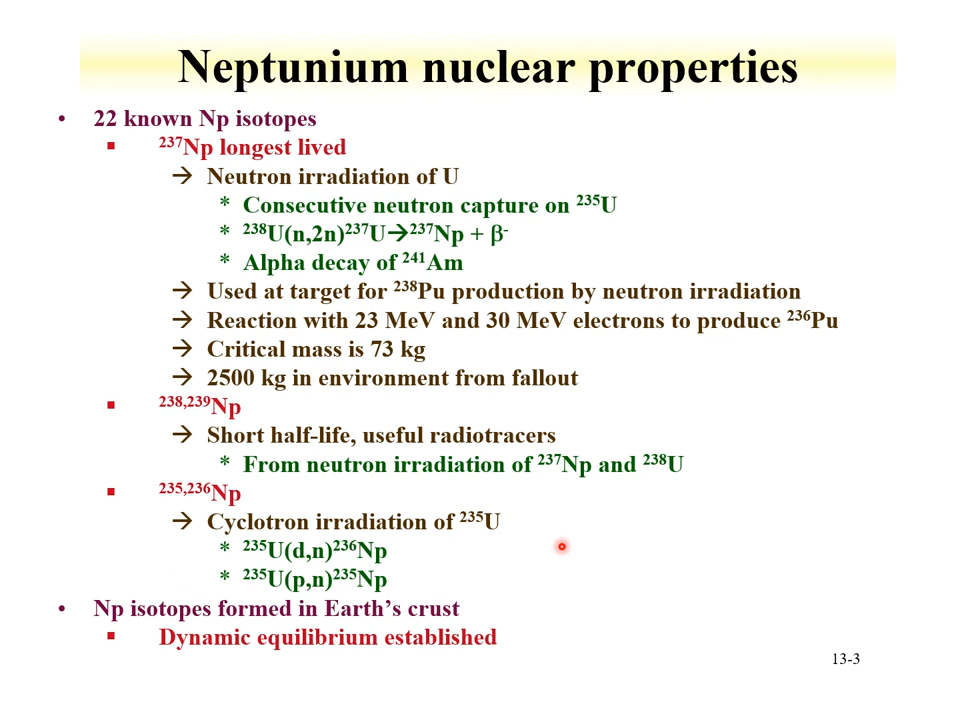 Neptunium nuclear properties
• 22 known Np isotopes
▪ ²³⁷Np longest lived
→ Neutron irradiation of U
* Consecutive neutron capture on ²³⁵U
* ²³⁸U(n,2n)²³⁷U→²³⁷Np + β⁻
* Alpha decay of ²⁴¹Am
→ Used at target for ²³⁸Pu production by neutron irradiation
→ Reaction with 23 MeV and 30 MeV electrons to produce ²³⁶Pu
→ Critical mass is 73 kg
→ 2500 kg in environment from fallout
▪ ²³⁸,²³⁹Np
→ Short half-life, useful radiotracers
* From neutron irradiation of ²³⁷Np and ²³⁸U
▪ ²³⁵,²³⁶Np
→ Cyclotron irradiation of ²³⁵U
* ²³⁵U(d,n)²³⁶Np
* ²³⁵U(p,n)²³⁵Np
• Np isotopes formed in Earth’s crust
▪ Dynamic equilibrium established
13-3